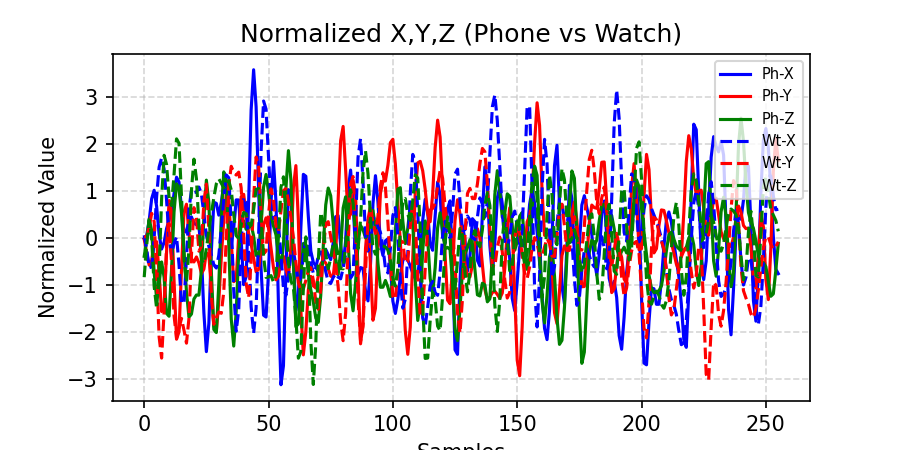 Normalized X,Y,Z (Phone vs Watch)
Normalized Value
3
2
1
0
−1
−2
−3
Ph-X
Ph-Y
Ph-Z
Wt-X
Wt-Y
Wt-Z
0 50 100 150 200 250
Samples